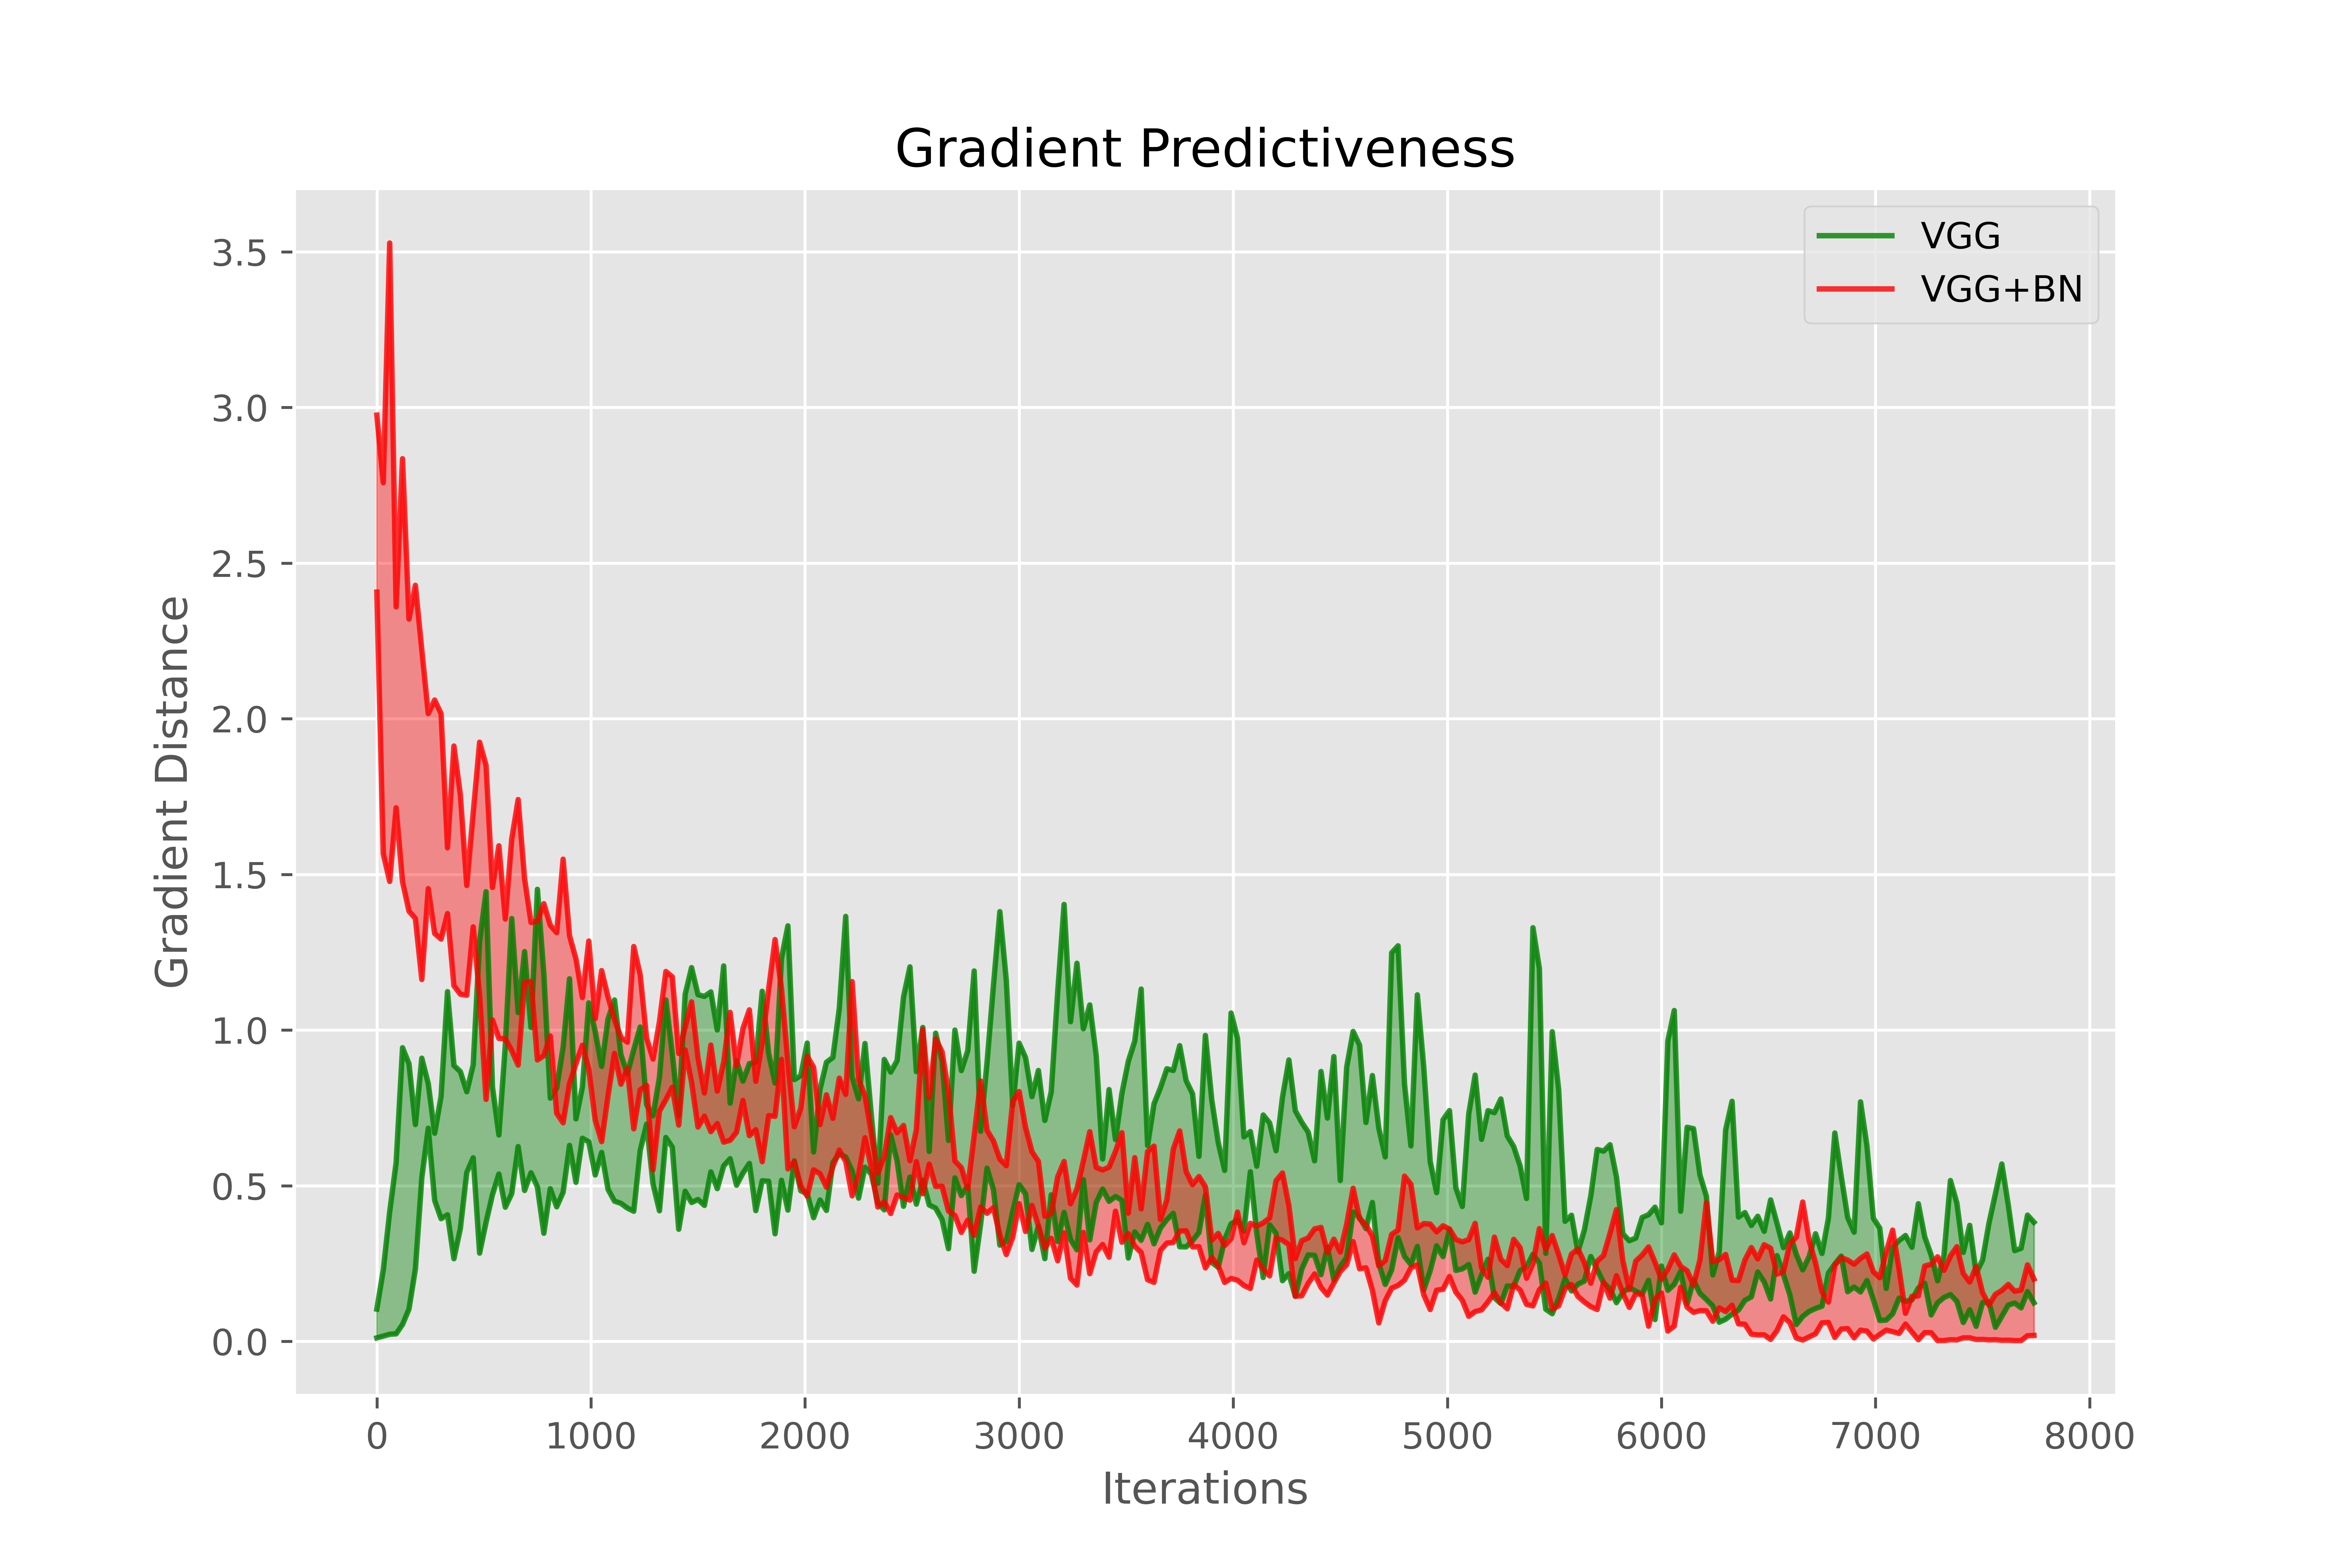 Gradient Predictiveness
VGG
VGG+BN
3.5
3.0
2.5
2.0
1.5
1.0
0.5
0.0
Gradient Distance
0 1000 2000 3000 4000 5000 6000 7000 8000
Iterations